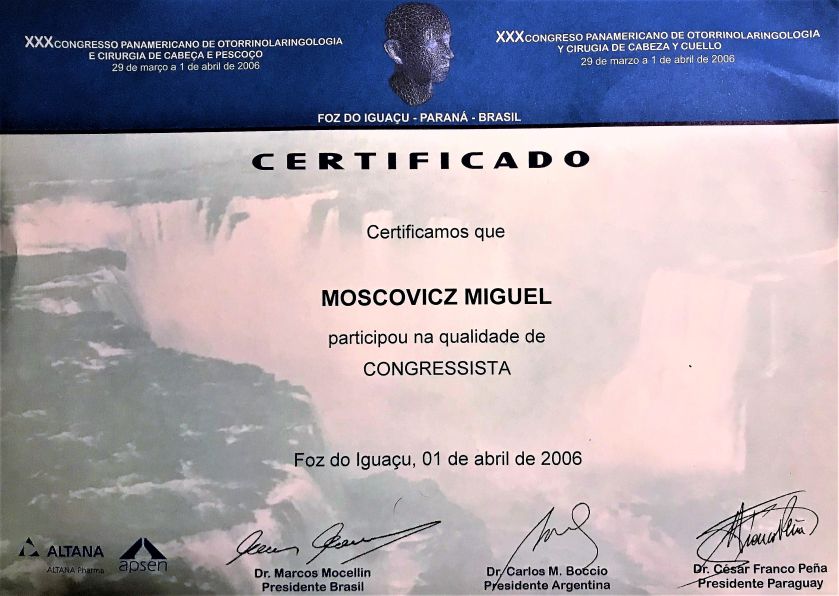 XXX CONGRESSO PANAMERICANO DE OTORRINOLARINGOLOGIA
E CIRURGIA DE CABEÇA E PESCOÇO
29 de março a 1 de abril de 2006
XXX CONGRESO PANAMERICANO DE OTORRINOLARINGOLOGIA
Y CIRUGIA DE CABEZA Y CUELLO
29 de marzo a 1 de abril de 2006
FOZ DO IGUAÇU - PARANÁ - BRASIL
CERTIFICADO
Certificamos que
MOSCOVICZ MIGUEL
participou na qualidade de
CONGRESSISTA
Foz do Iguaçu, 01 de abril de 2006
ALTANA
ALTANA Pharma
apsen
Dr. Marcos Mocellin
Presidente Brasil
Dr. Carlos M. Boccio
Presidente Argentina
Dr. César Franco Peña
Presidente Paraguay